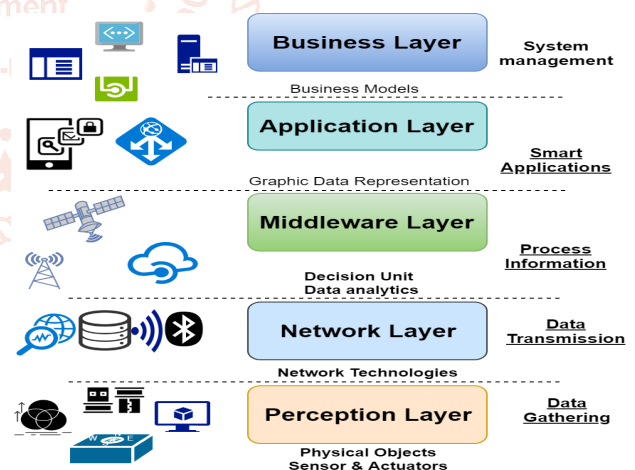 ment
Business Layer
System
management
Business Models
Application Layer
Smart
Applications
Graphic Data Representation
Middleware Layer
Process
Information
Decision Unit
Data analytics
Network Layer
Data
Transmission
Network Technologies
Perception Layer
Data
Gathering
W N E
Physical Objects
Sensor & Actuators